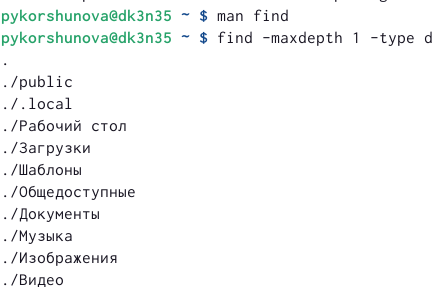 pykorshunova@dk3n35 ~ $ man find
pykorshunova@dk3n35 ~ $ find -maxdepth 1 -type d
.
./public
./.local
./Рабочий стол
./Загрузки
./Шаблоны
./Общедоступные
./Документы
./Музыка
./Изображения
./Видео